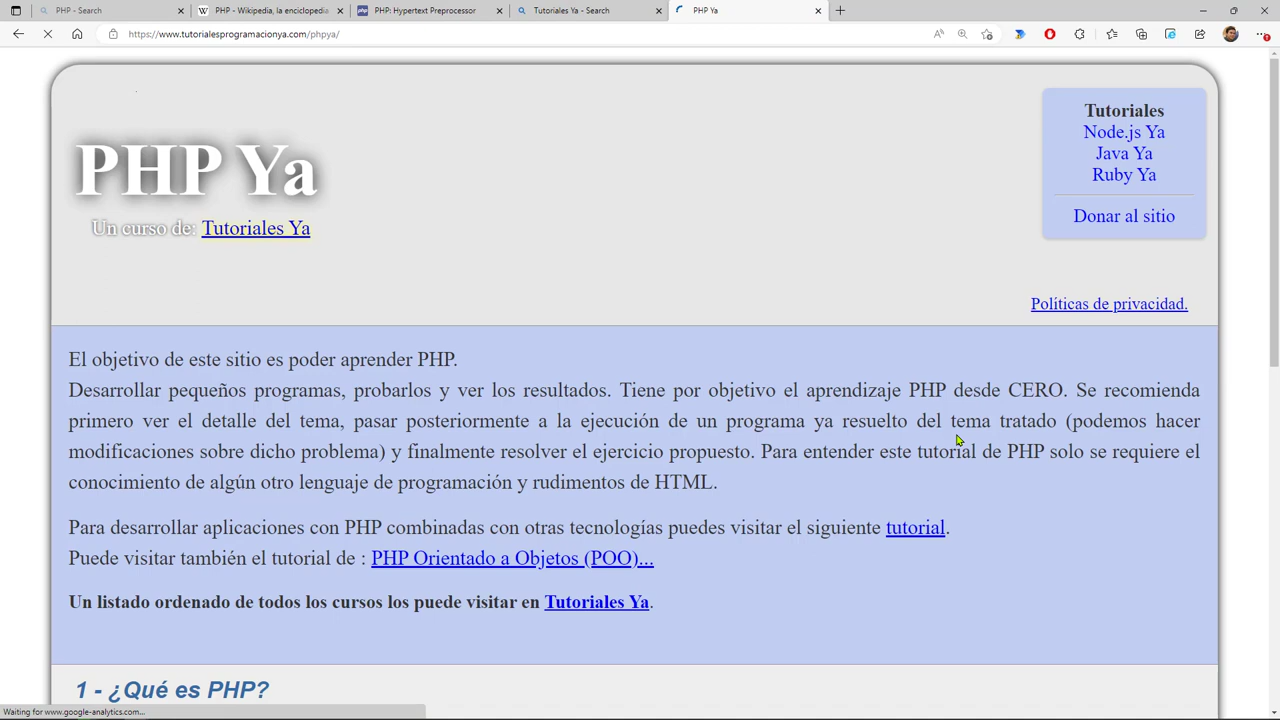 PHP - Search
PHP - Wikipedia, la enciclopedia
PHP: Hypertext Preprocessor
Tutoriales Ya - Search
PHP Ya
https://www.tutorialesprogramacionya.com/phpya/
PHP Ya
Un curso de: Tutoriales Ya
Tutoriales
Node.js Ya
Java Ya
Ruby Ya
Donar al sitio
Políticas de privacidad.
El objetivo de este sitio es poder aprender PHP.
Desarrollar pequeños programas, probarlos y ver los resultados. Tiene por objetivo el aprendizaje PHP desde CERO. Se recomienda
primero ver el detalle del tema, pasar posteriormente a la ejecución de un programa ya resuelto del tema tratado (podemos hacer
modificaciones sobre dicho problema) y finalmente resolver el ejercicio propuesto. Para entender este tutorial de PHP solo se requiere el
conocimiento de algún otro lenguaje de programación y rudimentos de HTML.
Para desarrollar aplicaciones con PHP combinadas con otras tecnologías puedes visitar el siguiente tutorial.
Puede visitar también el tutorial de : PHP Orientado a Objetos (POO)...
Un listado ordenado de todos los cursos los puede visitar en Tutoriales Ya.
1 - ¿Qué es PHP?
Waiting for www.google-analytics.com...